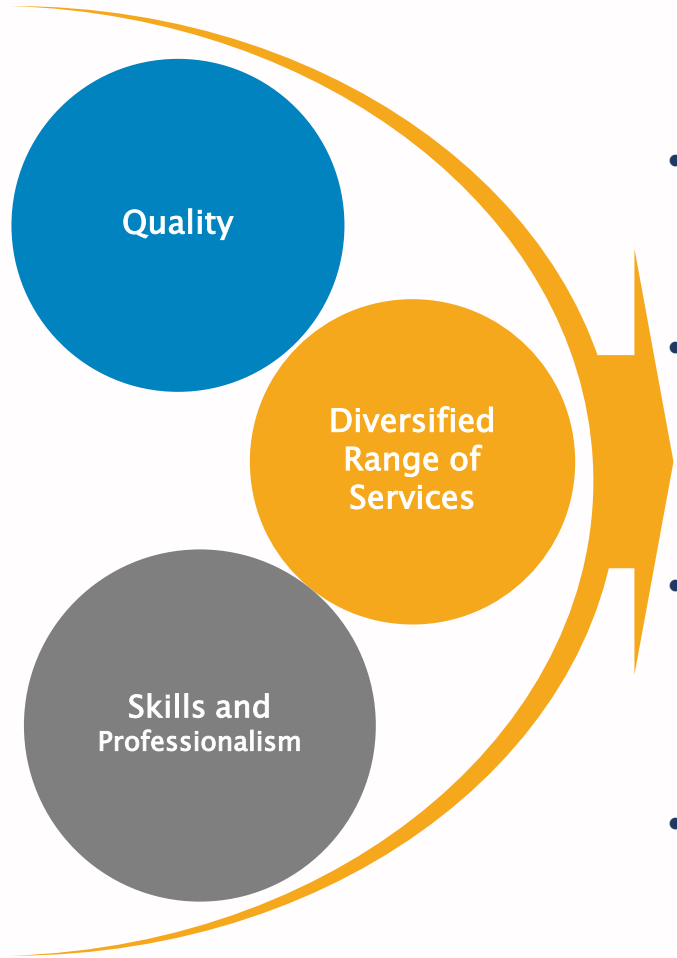 Quality
Diversified
Range of
Services
Skills and
Professionalism